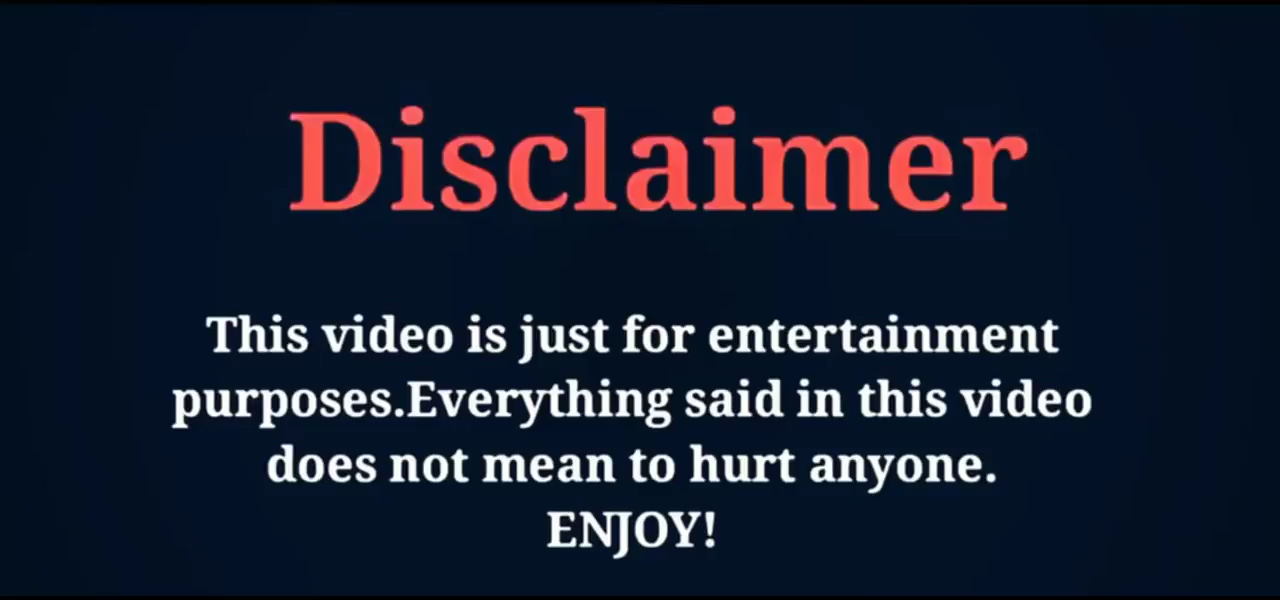 Disclaimer
This video is just for entertainment
purposes.Everything said in this video
does not mean to hurt anyone.
ENJOY!